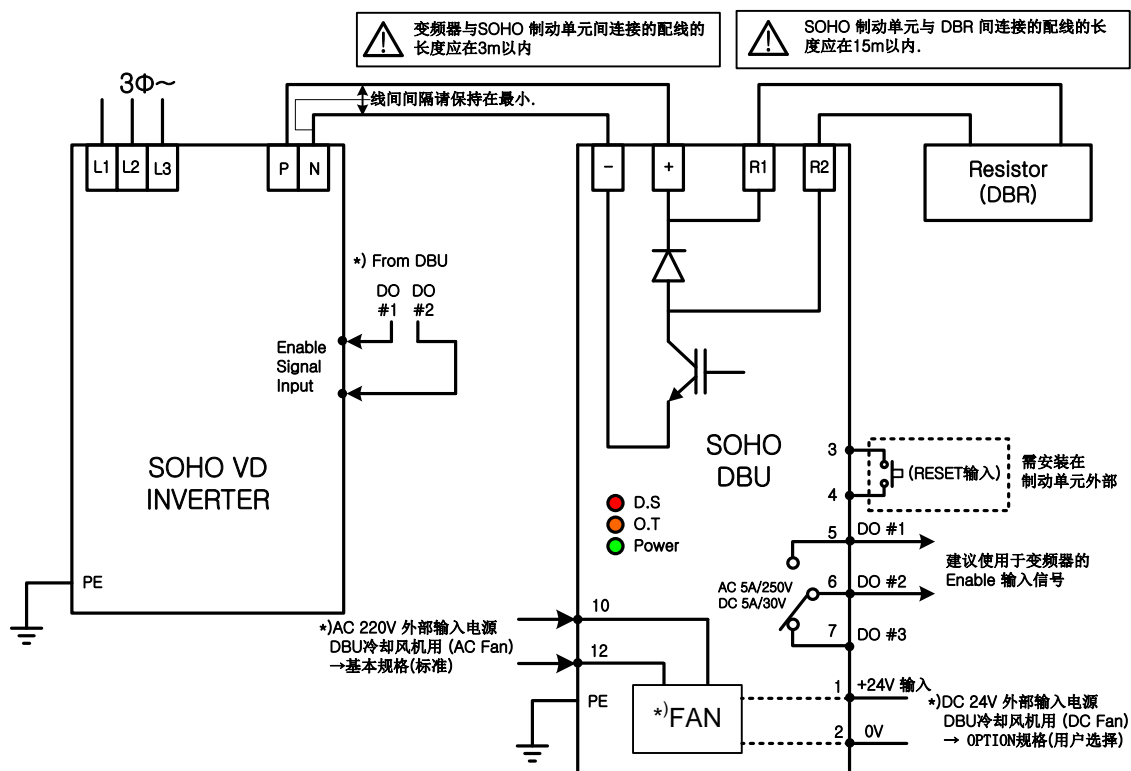 变频器与SOHO 制动单元间连接的配线的
长度应在3m以内
SOHO 制动单元与 DBR 间连接的配线的长
度应在15m以内.
3Φ~
线间间隔请保持在最小.
L1 L2 L3 P N
- + R1 R2
Resistor
(DBR)
*) From DBU
DO DO
#1 #2
Enable
Signal
Input
SOHO VD
INVERTER
PE
SOHO
DBU
D.S
O.T
Power
3
4
(RESET输入)
需安装在
制动单元外部
5 DO #1
6 DO #2
7 DO #3
AC 5A/250V
DC 5A/30V
建议使用于变频器的
Enable 输入信号
*)AC 220V 外部输入电源
DBU冷却风机用 (AC Fan)
→基本规格(标准)
10
12
PE
*)FAN
1 +24V 输入
2 0V
*)DC 24V 外部输入电源
DBU冷却风机用 (DC Fan)
→ OPTION规格(用户选择)